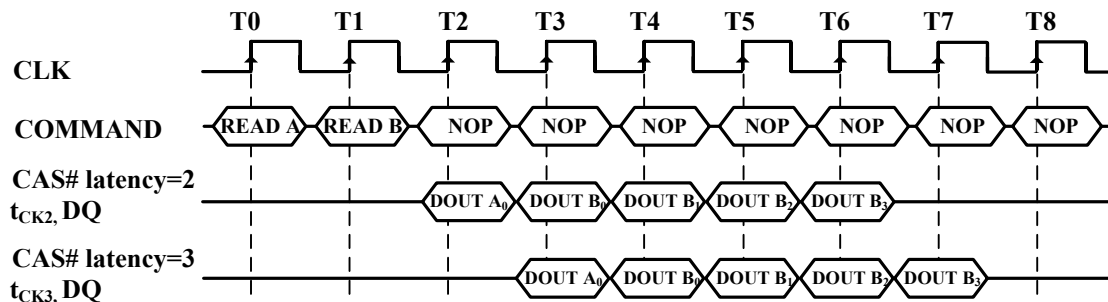 T0 T1 T2 T3 T4 T5 T6 T7 T8
CLK
COMMAND READ A READ B NOP NOP NOP NOP NOP NOP NOP
CAS# latency=2
t_CK2, DQ DOUT A₀ DOUT B₀ DOUT B₁ DOUT B₂ DOUT B₃
CAS# latency=3
t_CK3, DQ DOUT A₀ DOUT B₀ DOUT B₁ DOUT B₂ DOUT B₃